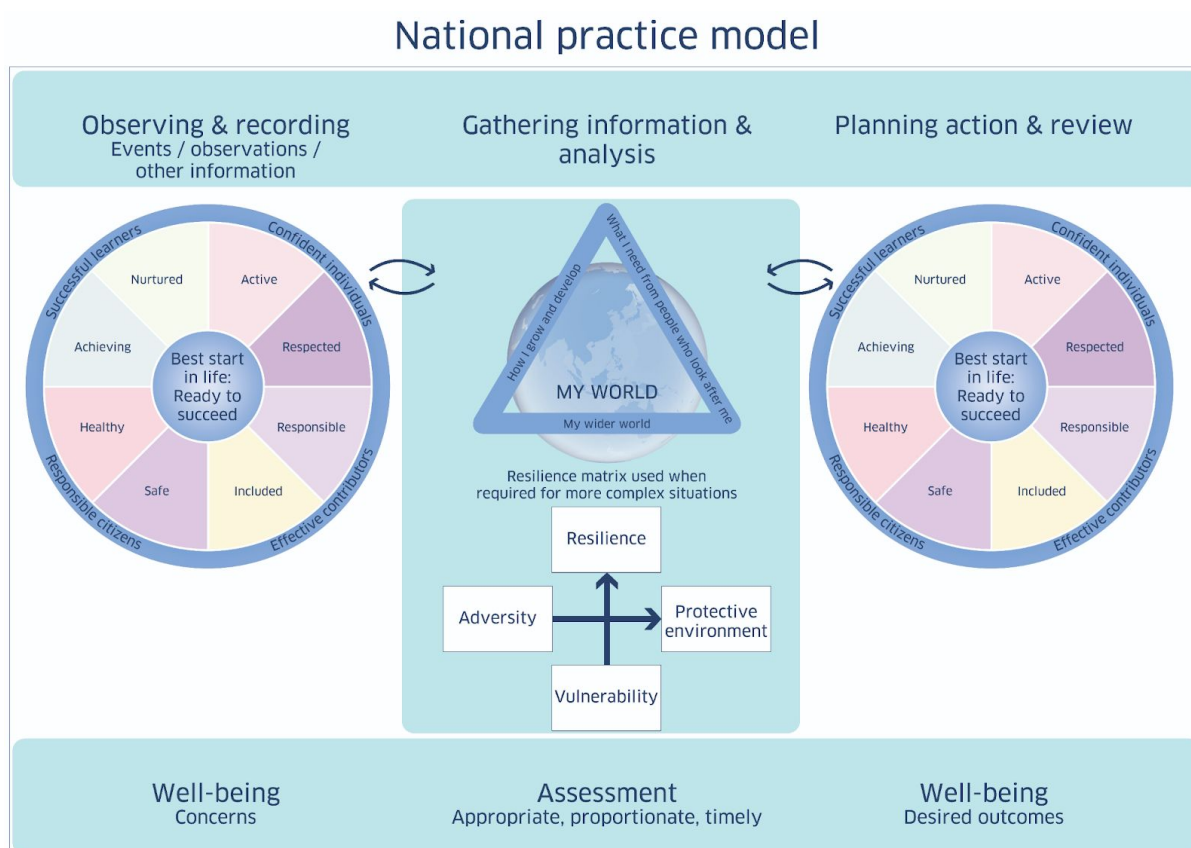 National practice model
Observing & recording
Events / observations /
other information
Gathering information &
analysis
Planning action & review
Successful learners
Confident individuals
Nurtured
Active
Achieving
Respected
Best start
in life:
Ready to
succeed
Healthy
Responsible
Safe
Included
Responsible citizens
Effective contributors
How I grow and develop
What I need from people who look after me
MY WORLD
My wider world
Resilience matrix used when
required for more complex situations
Resilience
Adversity
Protective
environment
Vulnerability
Successful learners
Confident individuals
Nurtured
Active
Achieving
Respected
Best start
in life:
Ready to
succeed
Healthy
Responsible
Safe
Included
Responsible citizens
Effective contributors
Well-being
Concerns
Assessment
Appropriate, proportionate, timely
Well-being
Desired outcomes